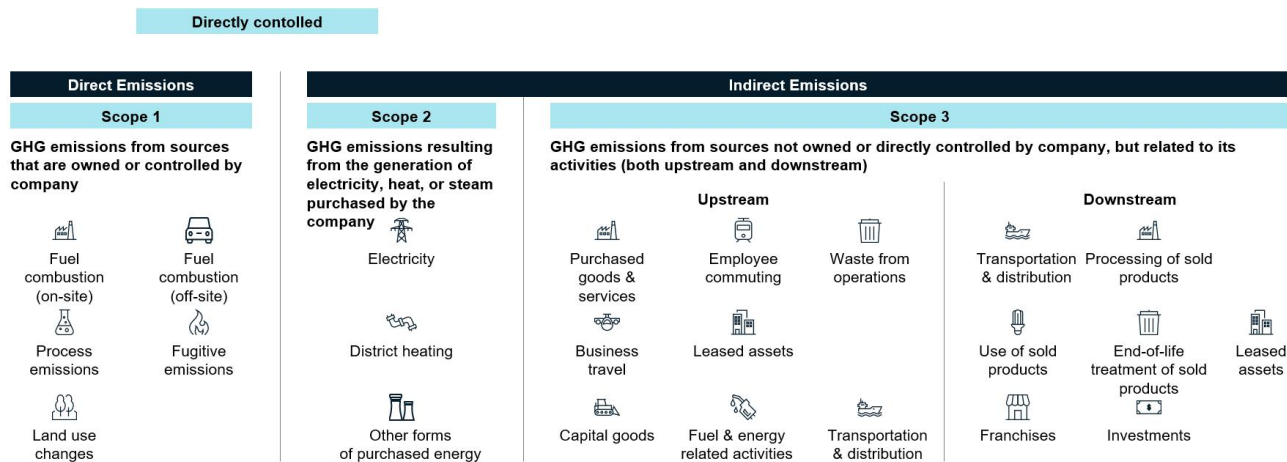 Directly contolled
Direct Emissions
Indirect Emissions
Scope 1
Scope 2
Scope 3
GHG emissions from sources
that are owned or controlled by
company
GHG emissions resulting
from the generation of
electricity, heat, or steam
purchased by the
company
GHG emissions from sources not owned or directly controlled by company, but related to its
activities (both upstream and downstream)
Upstream
Downstream
Fuel
combustion
(on-site)
Fuel
combustion
(off-site)
Process
emissions
Fugitive
emissions
Land use
changes
Electricity
District heating
Other forms
of purchased energy
Purchased
goods &
services
Employee
commuting
Waste from
operations
Business
travel
Leased assets
Capital goods
Fuel & energy
related activities
Transportation
& distribution
Transportation
& distribution
Processing of sold
products
Use of sold
products
End-of-life
treatment of sold
products
Leased
assets
Franchises
Investments